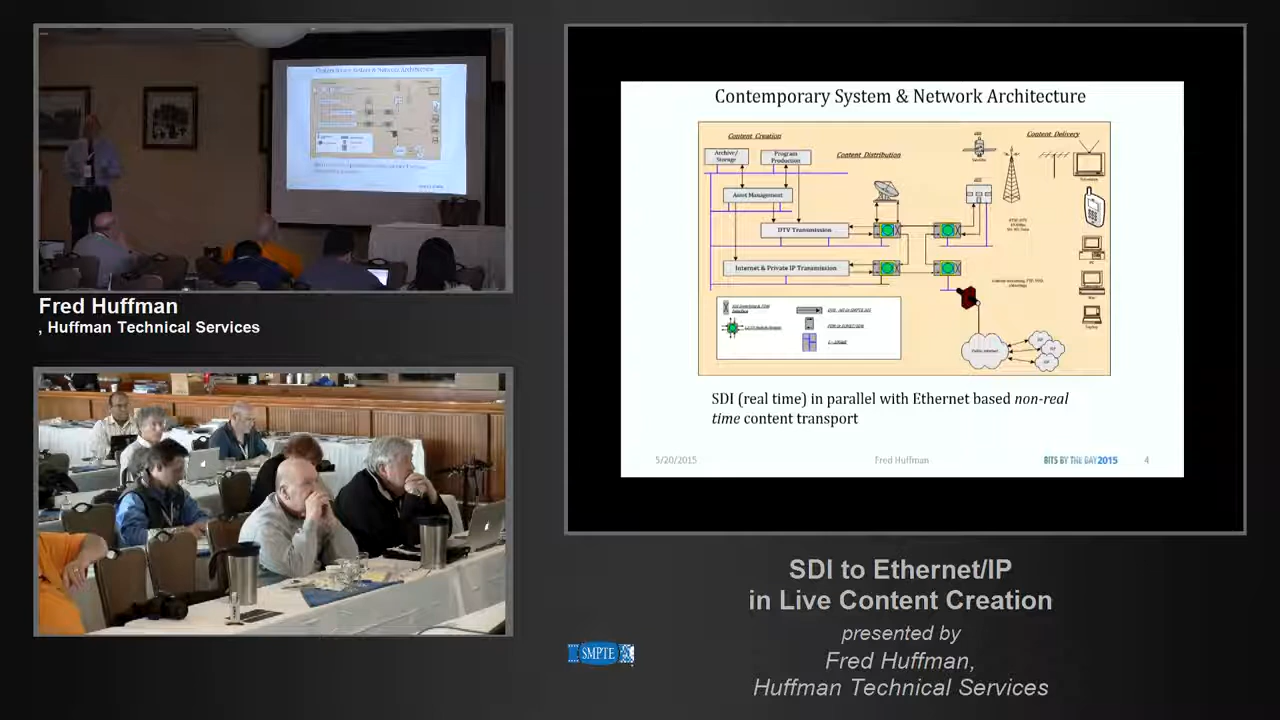 Fred Huffman
, Huffman Technical Services
Contemporary System & Network Architecture
Content Creation
Content Delivery
Content Distribution
Archive/
Storage
Program
Production
Asset Management
DTV Transmission
Internet & Private IP Transmission
Public Internet
SDI (real time) in parallel with Ethernet based non-real
time content transport
5/20/2015
Fred Huffman
BITS BY THE BAY2015
4
SDI to Ethernet/IP
in Live Content Creation
presented by
Fred Huffman,
Huffman Technical Services
SMPTE